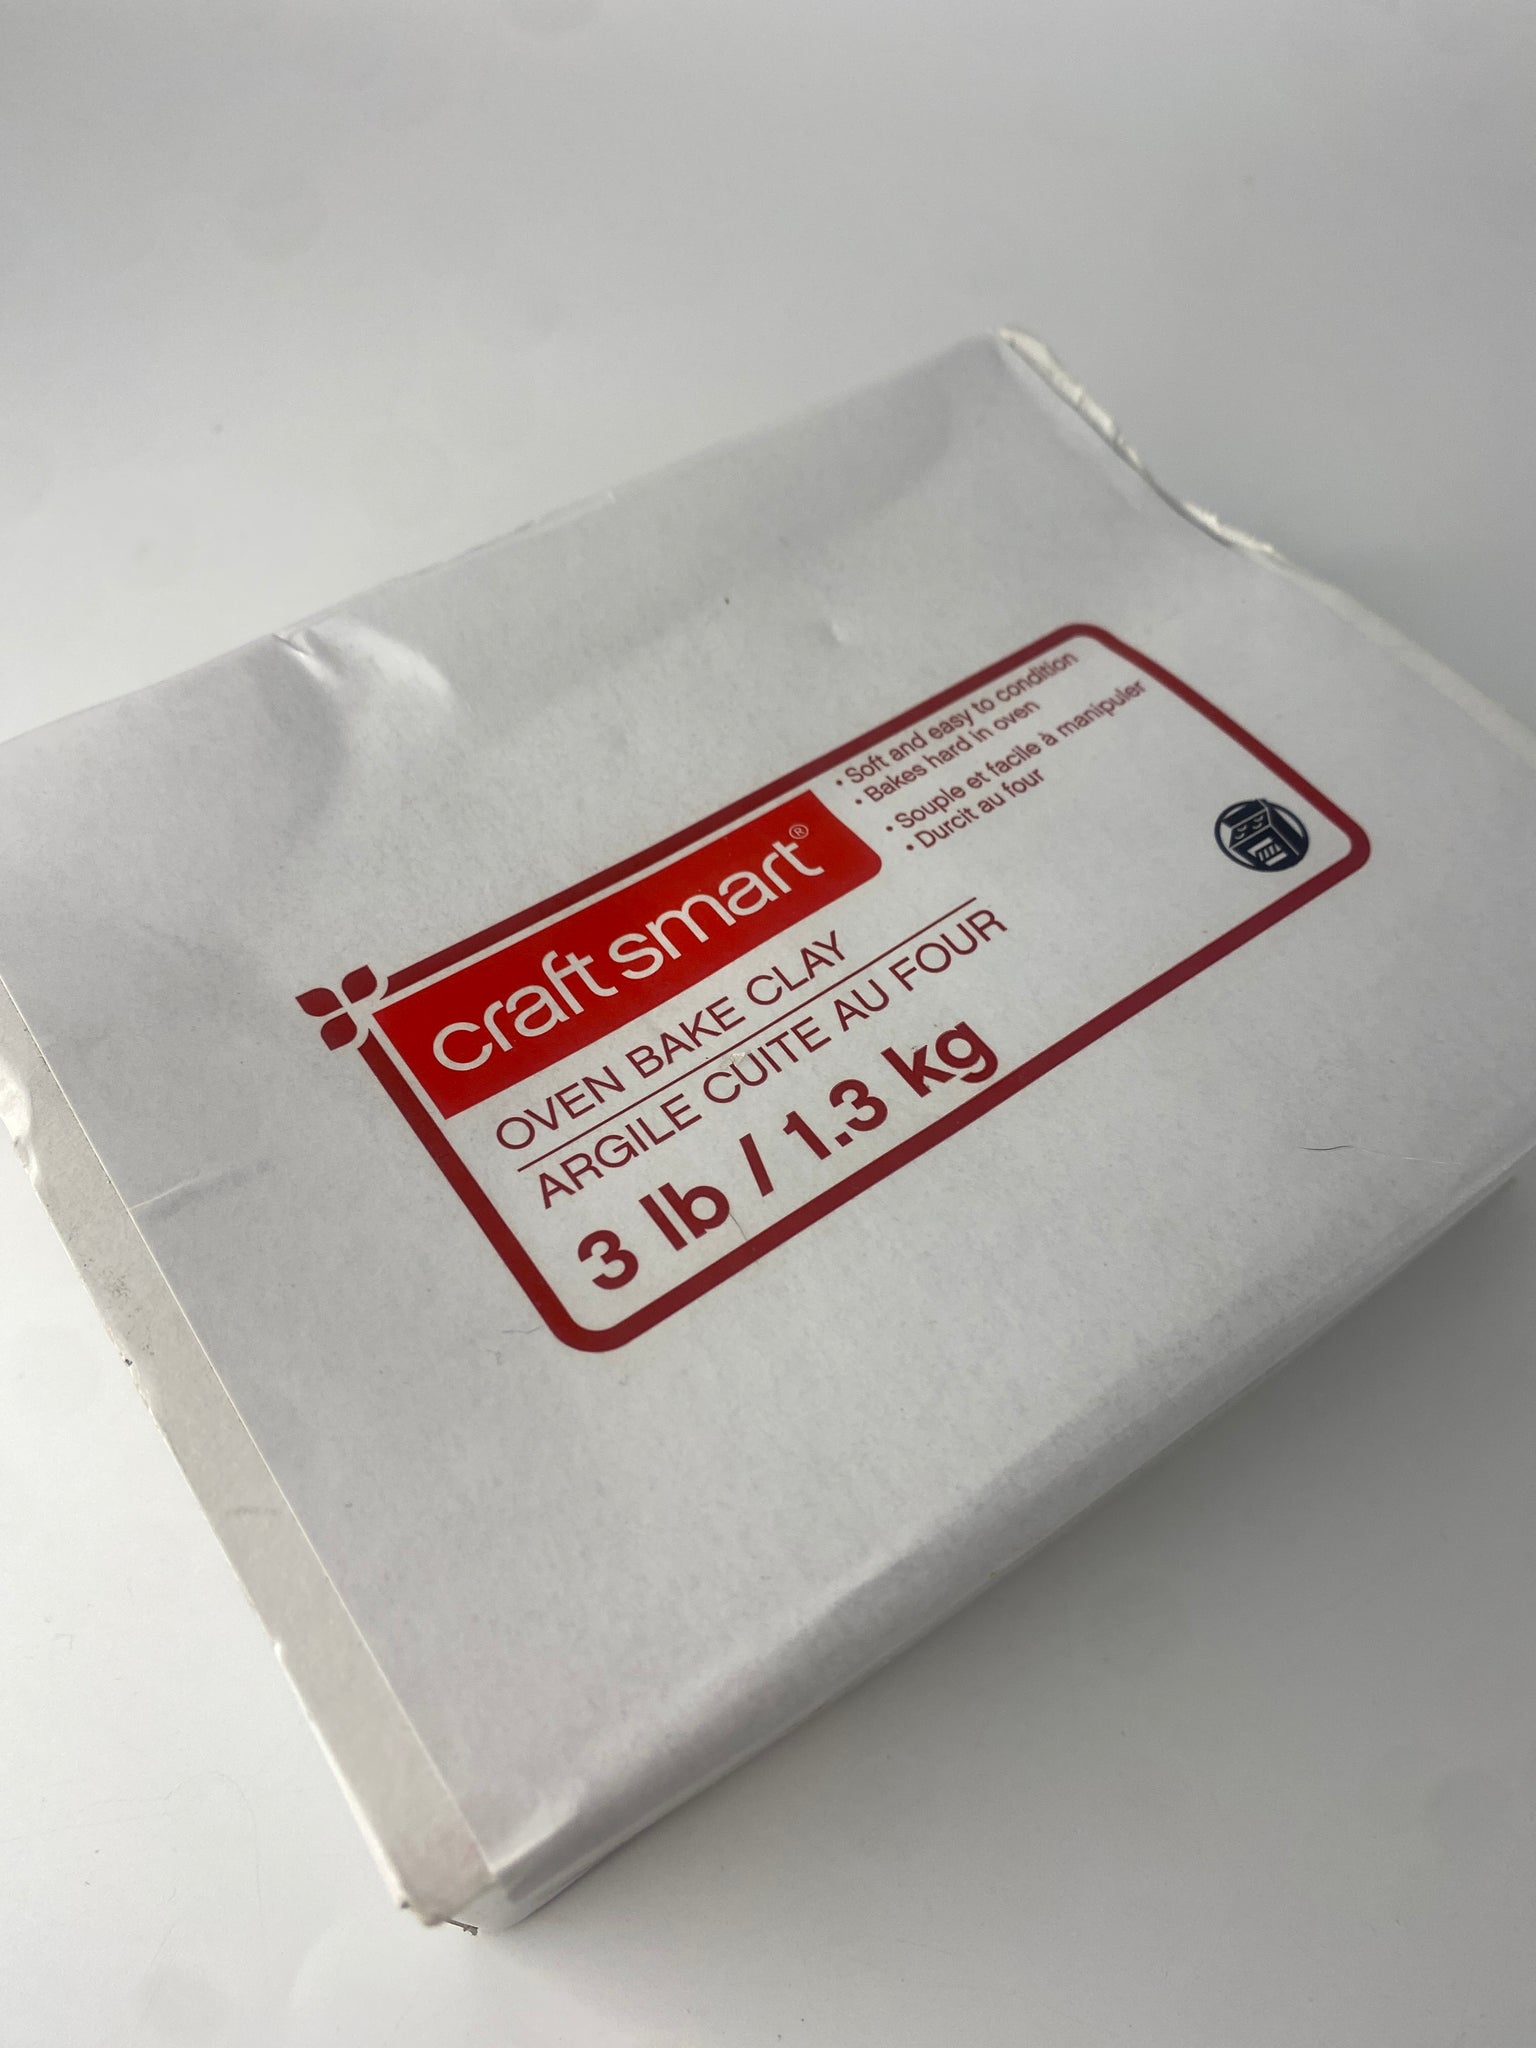 craft smart®
OVEN BAKE CLAY
ARGILE CUITE AU FOUR
3 lb / 1.3 kg
• Soft and easy to condition
• Bakes hard in oven
• Souple et facile à manipuler
• Durcit au four